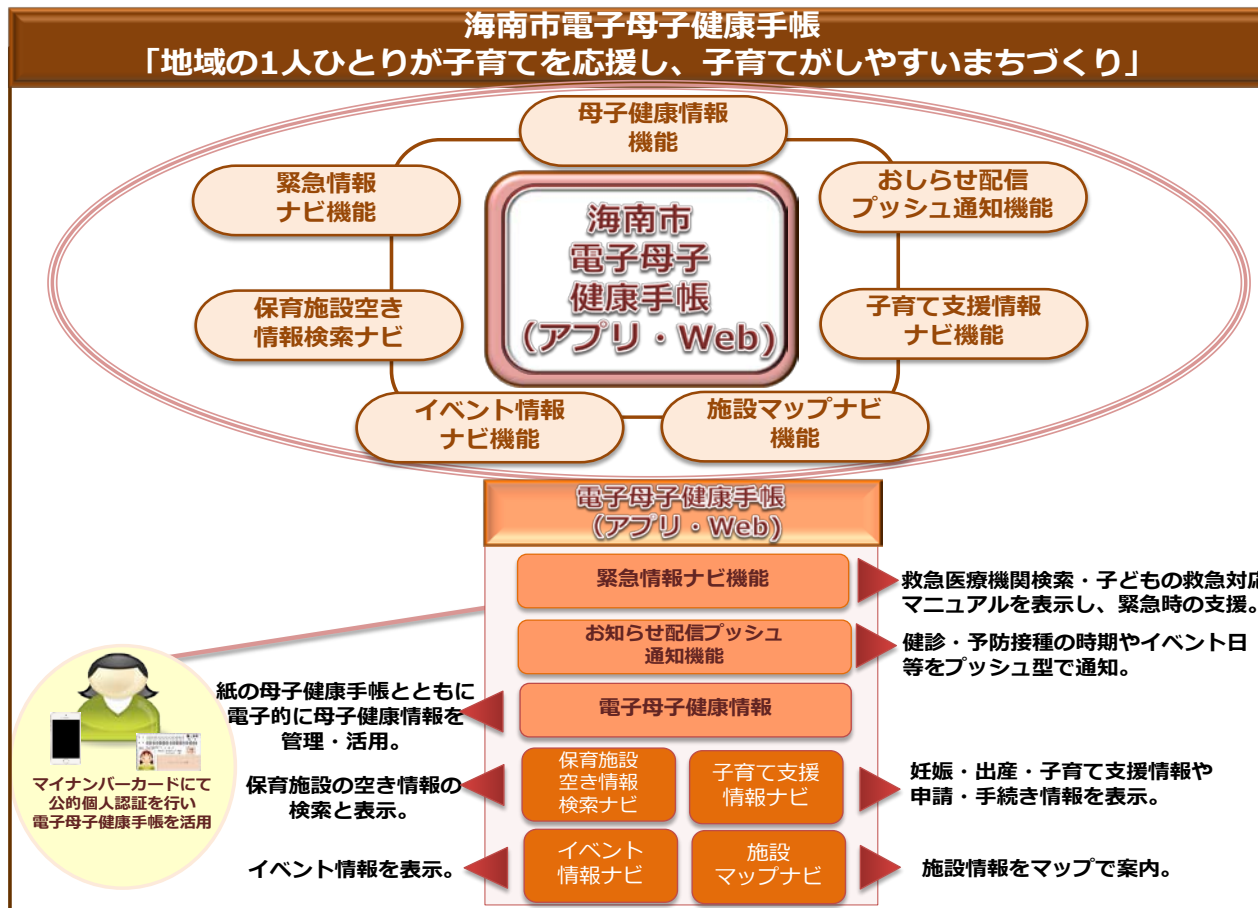 海南市電子母子健康手帳
「地域の1人ひとりが子育てを応援し、子育てがしやすいまちづくり」
母子健康情報
機能
緊急情報
ナビ機能
おしらせ配信
プッシュ通知機能
海南市
電子母子
健康手帳
（アプリ・Web）
保育施設空き
情報検索ナビ
子育て支援情報
ナビ機能
イベント情報
ナビ機能
施設マップナビ
機能
電子母子健康手帳
（アプリ・Web）
緊急情報ナビ機能
救急医療機関検索・子どもの救急対応
マニュアルを表示し、緊急時の支援。
お知らせ配信プッシュ
通知機能
健診・予防接種の時期やイベント日
等をプッシュ型で通知。
紙の母子健康手帳とともに
電子的に母子健康情報を
管理・活用。
電子母子健康情報
マイナンバーカードにて
公的個人認証を行い
電子母子健康手帳を活用
保育施設の空き情報の
検索と表示。
保育施設
空き情報
検索ナビ
子育て支援
情報ナビ
妊娠・出産・子育て支援情報や
申請・手続き情報を表示。
イベント情報を表示。
イベント
情報ナビ
施設
マップナビ
施設情報をマップで案内。